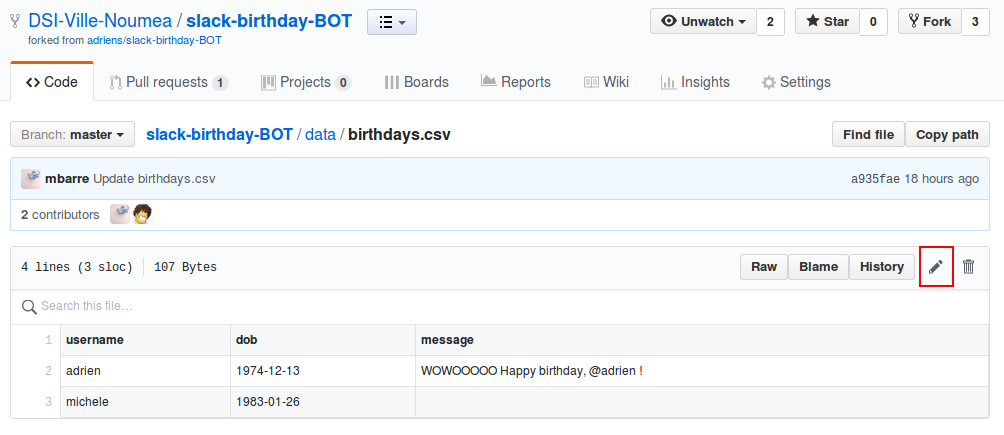 DSI-Ville-Noumea / slack-birthday-BOT Unwatch 2 Star 0 Fork 3
forked from adriens/slack-birthday-BOT
Code Pull requests 1 Projects 0 Boards Reports Wiki Insights Settings
Branch: master slack-birthday-BOT / data / birthdays.csv Find file Copy path
mbarre Update birthdays.csv a935fae 18 hours ago
2 contributors
4 lines (3 sloc) 107 Bytes Raw Blame History
Search this file…
1 username dob message
2 adrien 1974-12-13 WOWOOOOO Happy birthday, @adrien !
3 michele 1983-01-26